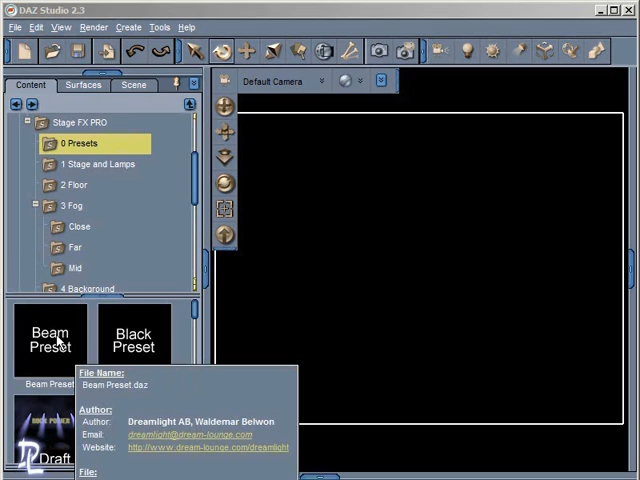 DAZ Studio 2.3
File Edit View Render Create Tools Help
Content Surfaces Scene
Default Camera
Stage FX PRO
0 Presets
1 Stage and Lamps
2 Floor
3 Fog
Close
Far
Mid
4 Background
Beam Preset
Black Preset
Beam Preset
File Name:
Beam Preset.daz
Author:
Author: Dreamlight AB, Waldemar Belwon
Email: dreamlight@dream-lounge.com
Website: http://www.dream-lounge.com/dreamlight
File:
Draft
DL